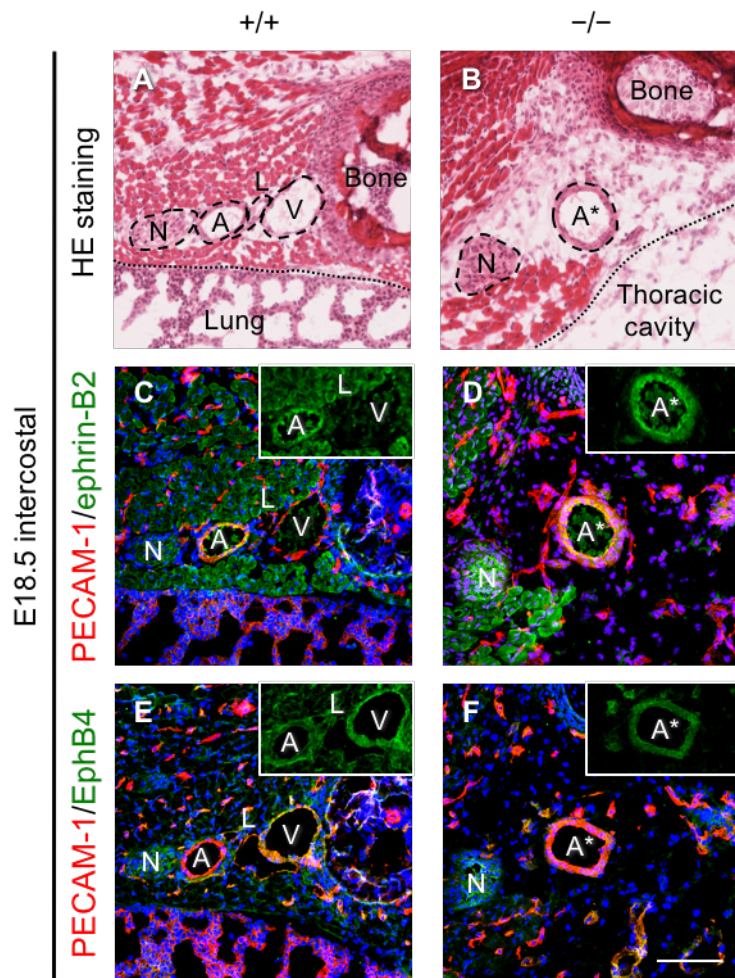 +/+
−/−
E18.5 intercostal
HE staining
A
N
A
L
V
Bone
Lung
B
Bone
A*
N
Thoracic
cavity
PECAM-1/ephrin-B2
C
L
A
V
L
N
A
V
D
A*
A*
N
PECAM-1/EphB4
E
L
A
V
L
N
A
V
F
A*
A*
N